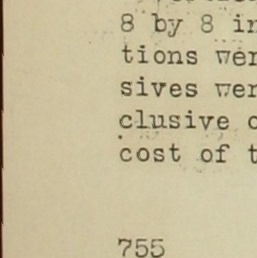 8 by 8 in
tions wer
sives wer
clusive o
cost of t
755